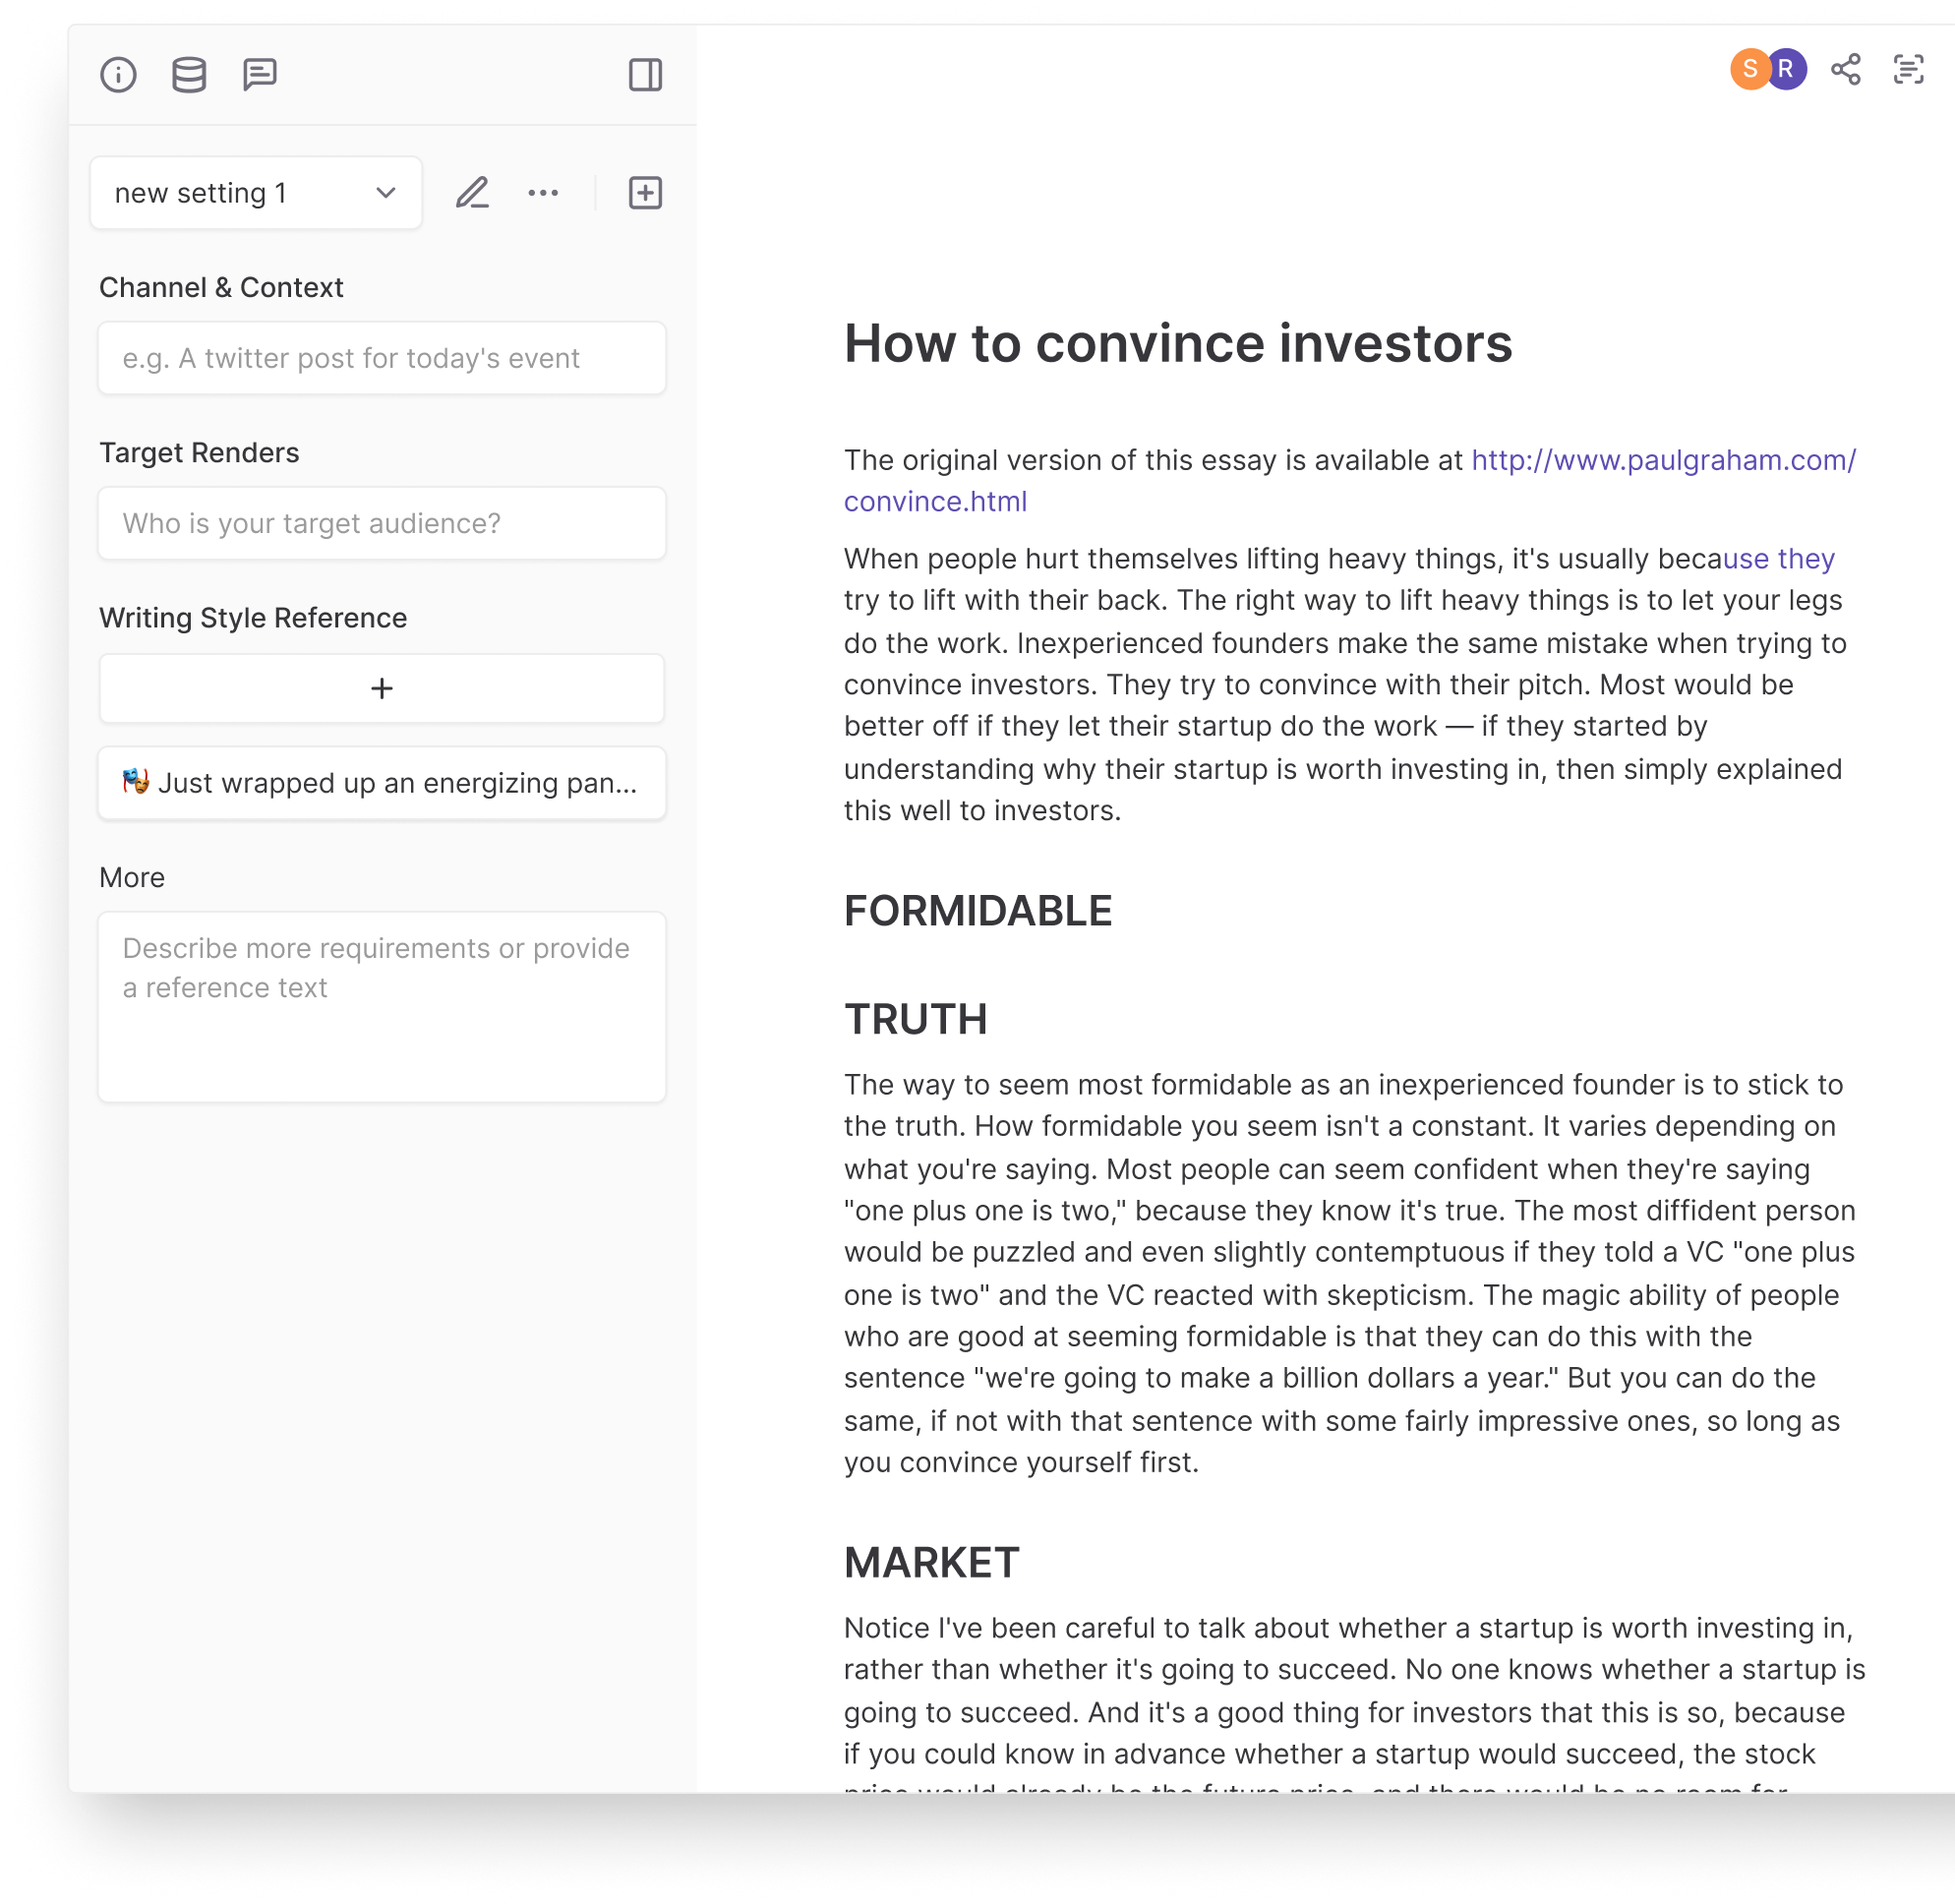 S R
new setting 1
Channel & Context
e.g. A twitter post for today's event
Target Renders
Who is your target audience?
Writing Style Reference
+
Just wrapped up an energizing pan...
More
Describe more requirements or provide
a reference text
How to convince investors
The original version of this essay is available at http://www.paulgraham.com/
convince.html
When people hurt themselves lifting heavy things, it's usually because they
try to lift with their back. The right way to lift heavy things is to let your legs
do the work. Inexperienced founders make the same mistake when trying to
convince investors. They try to convince with their pitch. Most would be
better off if they let their startup do the work — if they started by
understanding why their startup is worth investing in, then simply explained
this well to investors.
FORMIDABLE
TRUTH
The way to seem most formidable as an inexperienced founder is to stick to
the truth. How formidable you seem isn't a constant. It varies depending on
what you're saying. Most people can seem confident when they're saying
"one plus one is two," because they know it's true. The most diffident person
would be puzzled and even slightly contemptuous if they told a VC "one plus
one is two" and the VC reacted with skepticism. The magic ability of people
who are good at seeming formidable is that they can do this with the
sentence "we're going to make a billion dollars a year." But you can do the
same, if not with that sentence with some fairly impressive ones, so long as
you convince yourself first.
MARKET
Notice I've been careful to talk about whether a startup is worth investing in,
rather than whether it's going to succeed. No one knows whether a startup is
going to succeed. And it's a good thing for investors that this is so, because
if you could know in advance whether a startup would succeed, the stock
price would already be the future price, and there would be no room for